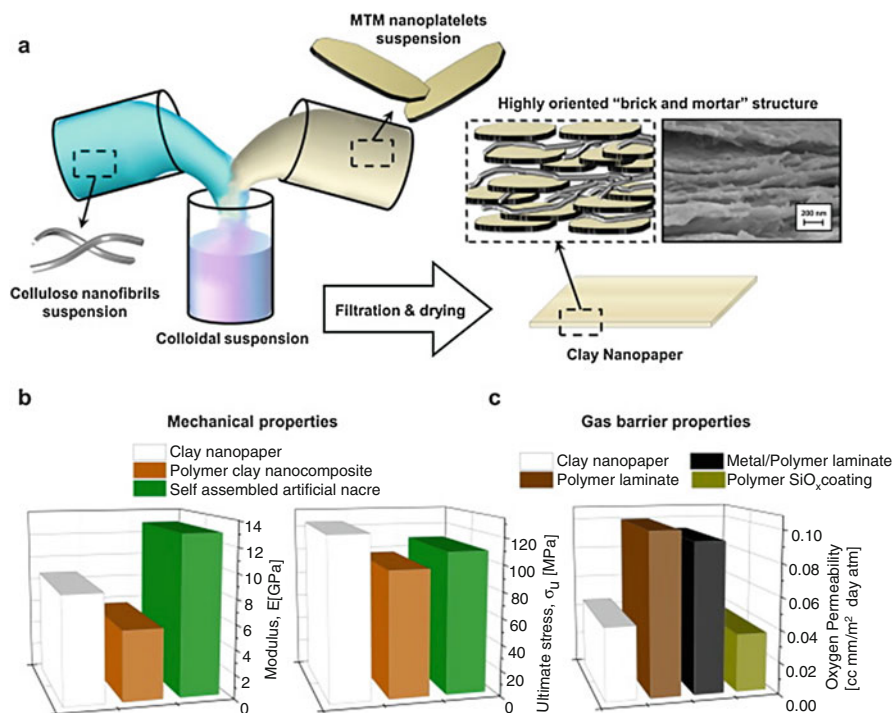 a
MTM nanoplatelets
suspension
Highly oriented “brick and mortar” structure
200 nm
Cellulose nanofibrils
suspension
Colloidal suspension
Filtration & drying
Clay Nanopaper
b
Mechanical properties
Clay nanopaper
Polymer clay nanocomposite
Self assembled artificial nacre
14
12
10
8
6
4
2
0
Modulus, E[GPa]
120
100
80
60
40
20
0
Ultimate stress, σu [MPa]
c
Gas barrier properties
Clay nanopaper
Metal/Polymer laminate
Polymer laminate
Polymer SiOxcoating
0.10
0.08
0.06
0.04
0.02
0.00
Oxygen Permeability
[cc mm/m² day atm]